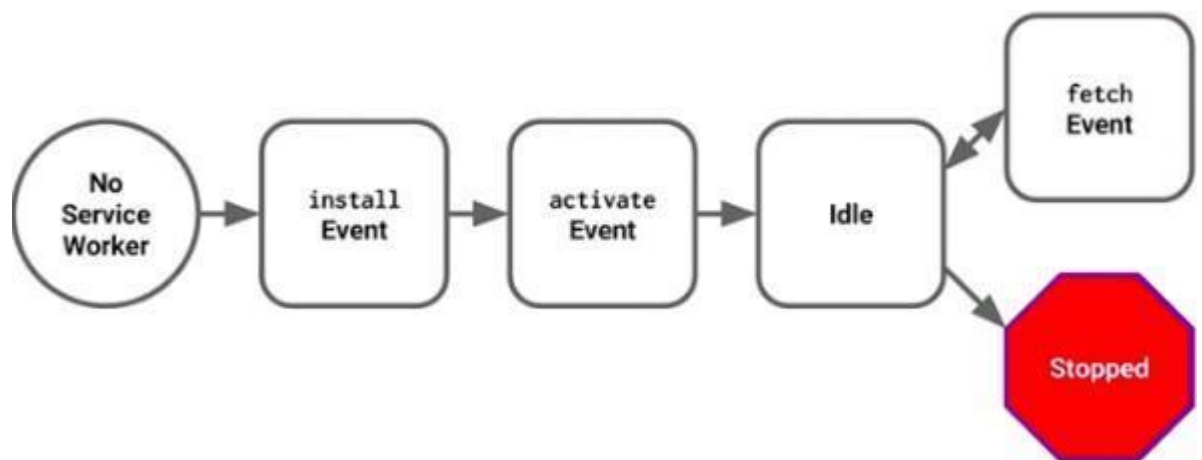 No
Service
Worker
install
Event
activate
Event
Idle
fetch
Event
Stopped